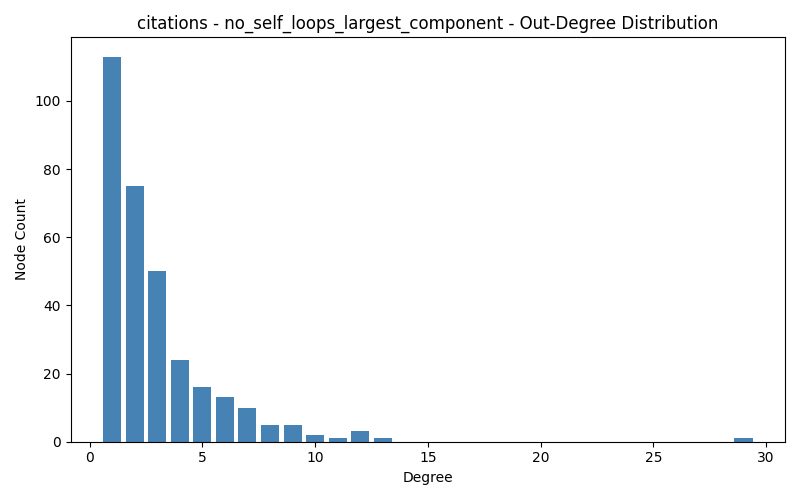 citations - no_self_loops_largest_component - Out-Degree Distribution
Node Count
100
80
60
40
20
0
0 5 10 15 20 25 30
Degree